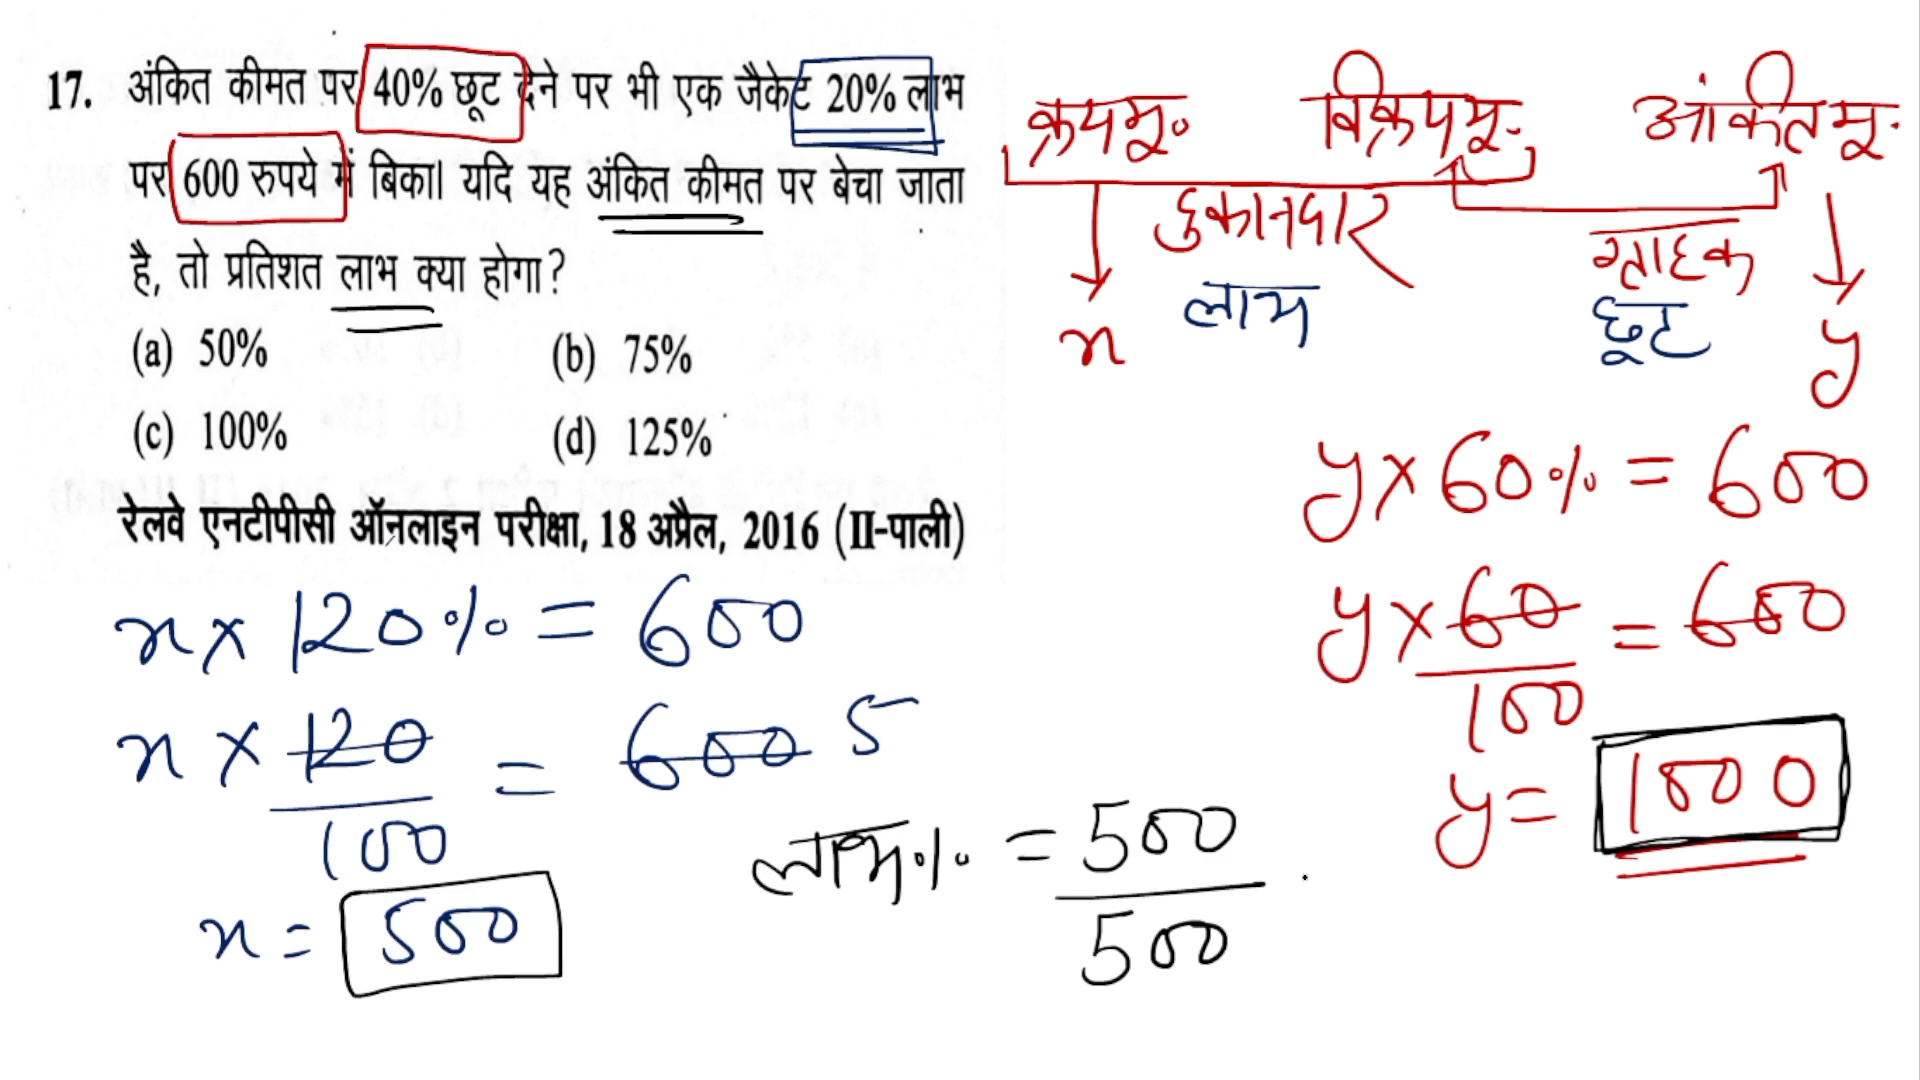 17. अंकित कीमत पर 40% छूट देने पर भी एक जैकेट 20% लाभ
पर 600 रुपये में बिका। यदि यह अंकित कीमत पर बेचा जाता
है, तो प्रतिशत लाभ क्या होगा?
(a) 50% (b) 75%
(c) 100% (d) 125%
रेलवे एनटीपीसी ऑनलाइन परीक्षा, 18 अप्रैल, 2016 (II-पाली)
क्रयमू० विक्रयमू. अंकितमू.
दुकानदार ग्राहक
लाभ छूट
x y
y × 60% = 600
y × 60/100 = 600
y = 1000
x × 120% = 600
x × 120/100 = 600 5
x = 500
लाभ% = 500/500